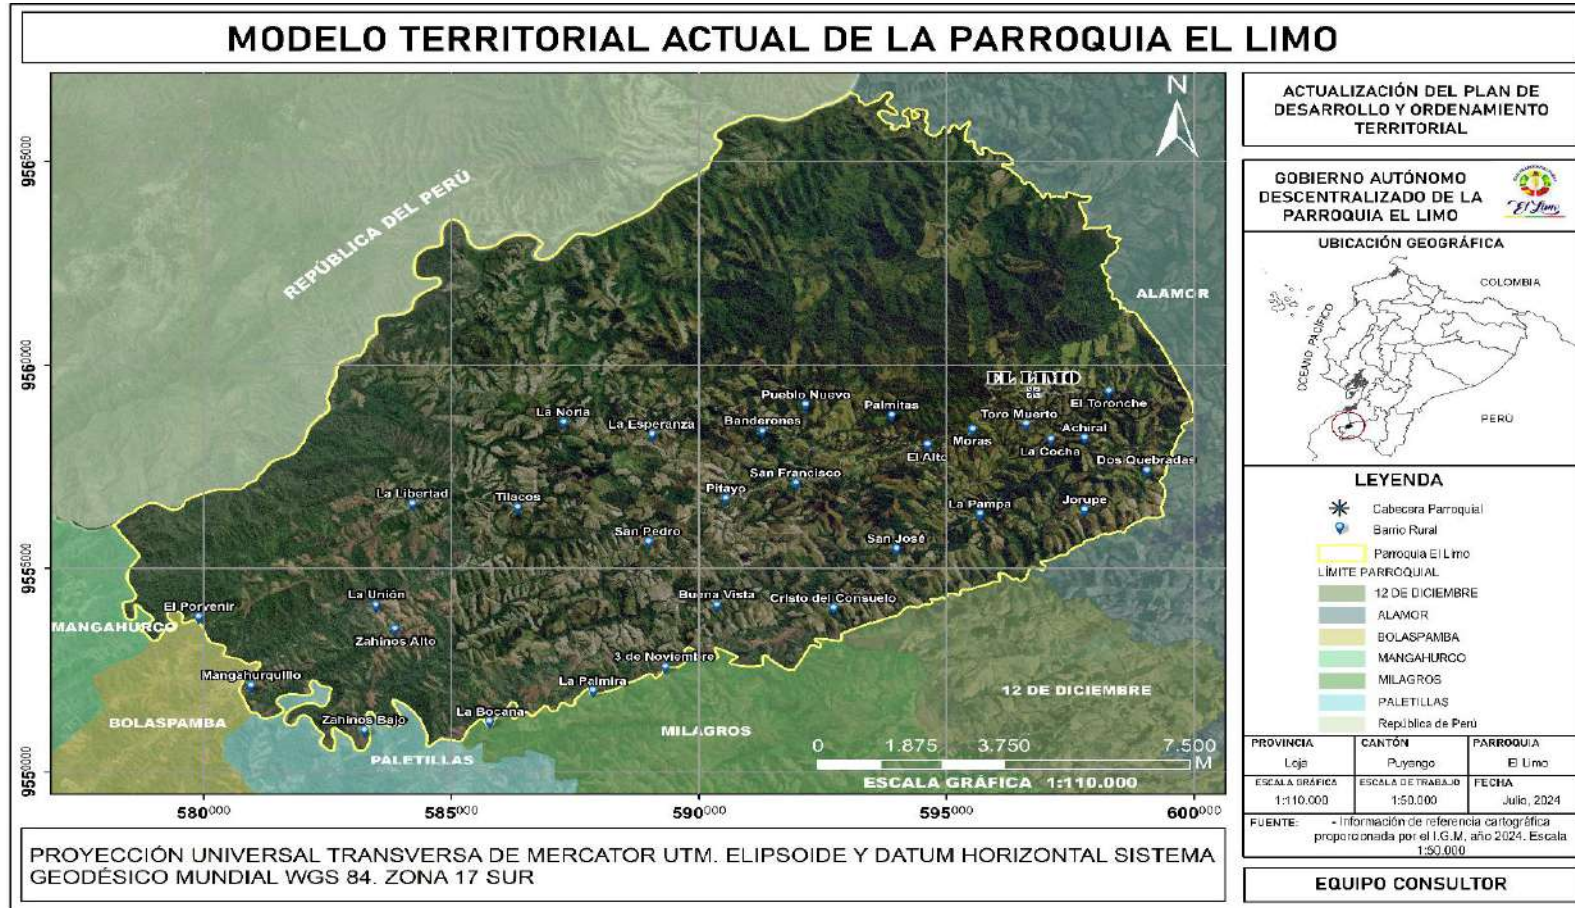 MODELO TERRITORIAL ACTUAL DE LA PARROQUIA EL LIMO
N
REPÚBLICA DEL PERÚ
ALAMOR
EL LIMO
Pueblo Nuevo
Palmitas
El Toronche
La Noria
La Esperanza
Banderones
Toro Muerto
Achiral
Moras
El Alto
La Cocha
Dos Quebradas
San Francisco
La Libertad
Tilacos
Pitayo
La Pampa
Jorupe
San Pedro
San José
El Porvenir
La Unión
Buena Vista
Cristo del Consuelo
MANGAHURCO
Zahinos Alto
3 de Noviembre
Mangahurquillo
La Palmira
12 DE DICIEMBRE
BOLASPAMBA
Zahinos Bajo
La Bocana
MILAGROS
PALETILLAS
0 1.875 3.750 7.500
M
ESCALA GRÁFICA 1:110.000
9565000
9560000
9555000
9550000
580000 585000 590000 595000 600000
PROYECCIÓN UNIVERSAL TRANSVERSA DE MERCATOR UTM. ELIPSOIDE Y DATUM HORIZONTAL SISTEMA
GEODÉSICO MUNDIAL WGS 84. ZONA 17 SUR
ACTUALIZACIÓN DEL PLAN DE
DESARROLLO Y ORDENAMIENTO
TERRITORIAL
GOBIERNO AUTÓNOMO
DESCENTRALIZADO DE LA
PARROQUIA EL LIMO
El Limo
UBICACIÓN GEOGRÁFICA
COLOMBIA
OCEANO PACÍFICO
PERÚ
LEYENDA
Cabecera Parroquial
Barrio Rural
Parroquia El Limo
LÍMITE PARROQUIAL
12 DE DICIEMBRE
ALAMOR
BOLASPAMBA
MANGAHURCO
MILAGROS
PALETILLAS
República de Perú
PROVINCIA CANTÓN PARROQUIA
Loja Puyango El Limo
ESCALA GRÁFICA ESCALA DE TRABAJO FECHA
1:110.000 1:50.000 Julio, 2024
FUENTE: - Información de referencia cartográfica
proporcionada por el I.G.M, año 2024. Escala
1:50.000
EQUIPO CONSULTOR